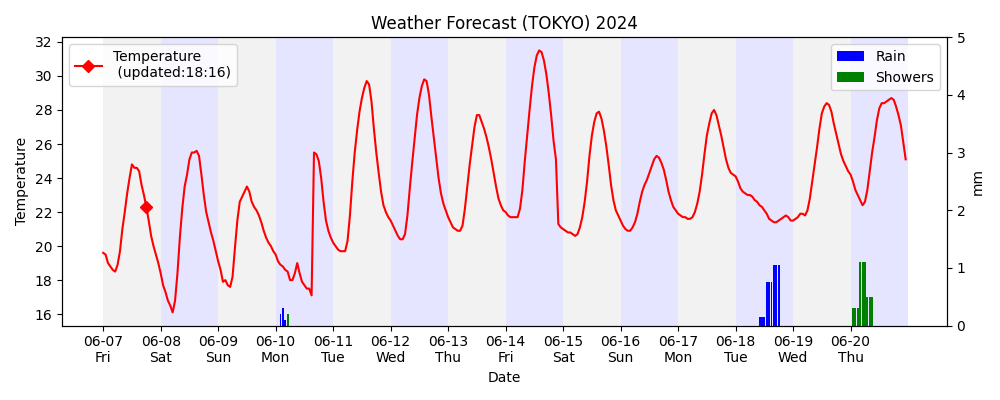 Weather Forecast (TOKYO) 2024
Temperature
(updated:18:16)
Rain
Showers
32
30
28
26
24
22
20
18
16
Temperature
5
4
3
2
1
0
mm
06-07 06-08 06-09 06-10 06-11 06-12 06-13 06-14 06-15 06-16 06-17 06-18 06-19 06-20
Fri Sat Sun Mon Tue Wed Thu Fri Sat Sun Mon Tue Wed Thu
Date